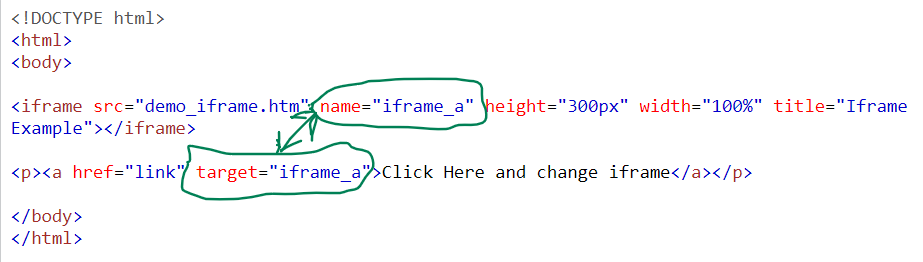 <!DOCTYPE html>
<html>
<body>
<iframe src="demo_iframe.htm" name="iframe_a" height="300px" width="100%" title="Iframe
Example"></iframe>
<p><a href="link" target="iframe_a">Click Here and change iframe</a></p>
</body>
</html>